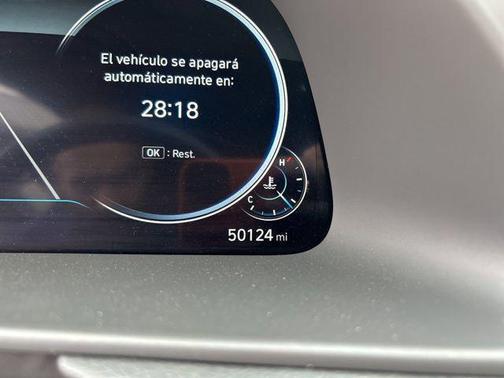 El vehículo se apagará
automáticamente en:
28:18
OK : Rest.
H
C
50124 mi